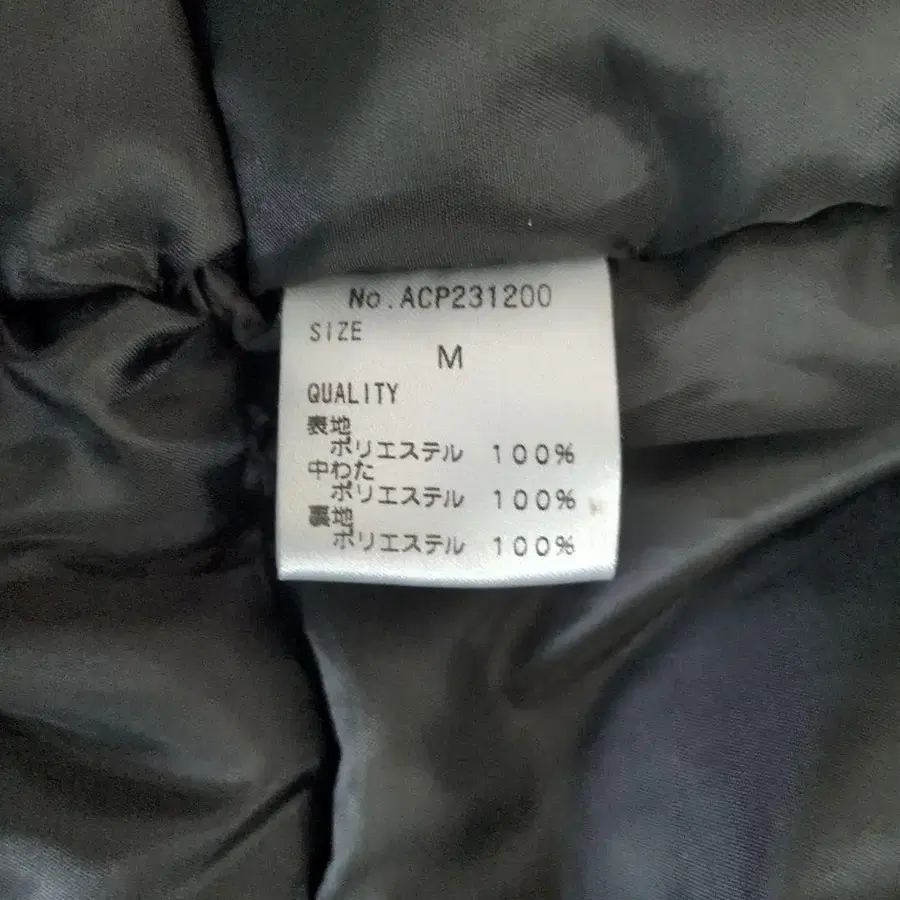 No.ACP231200
SIZE
M
QUALITY
表地
ポリエステル 100%
中わた
ポリエステル 100%
裏地
ポリエステル 100%